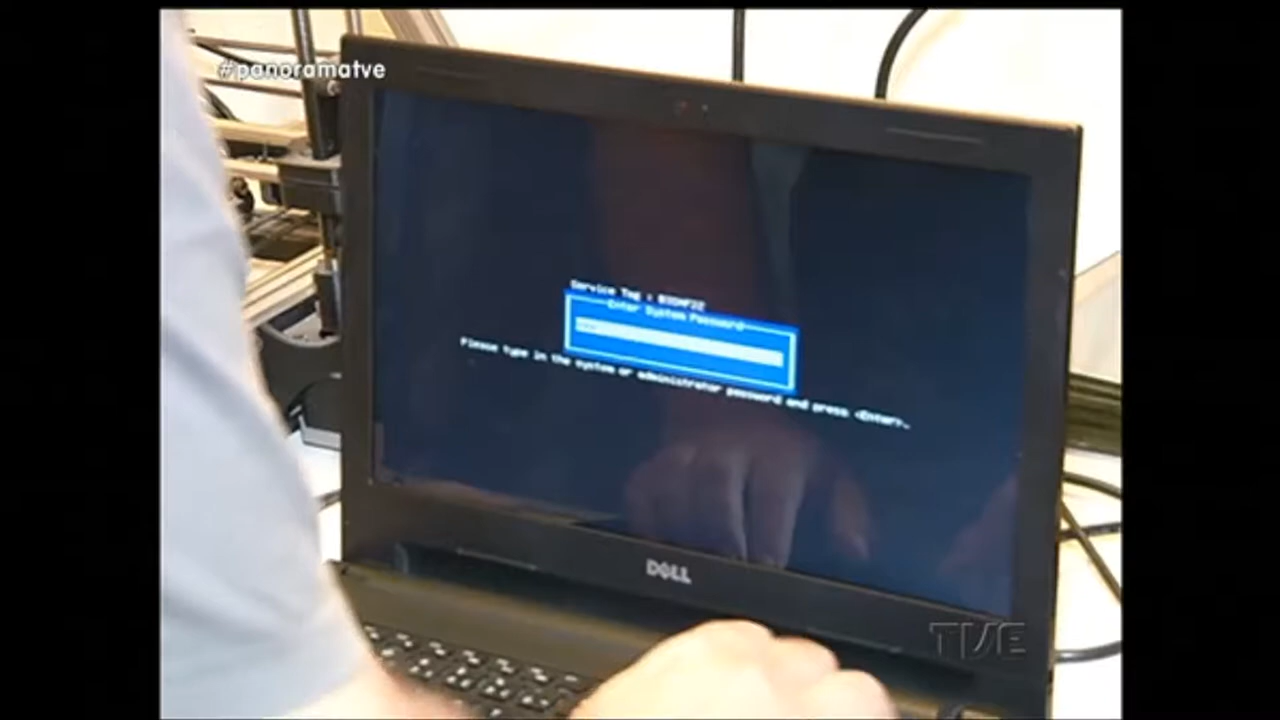 #panoramatve
Service Tag :
Enter System Password
Please type in the system or administrator password and press <Enter>.
DELL
TVE